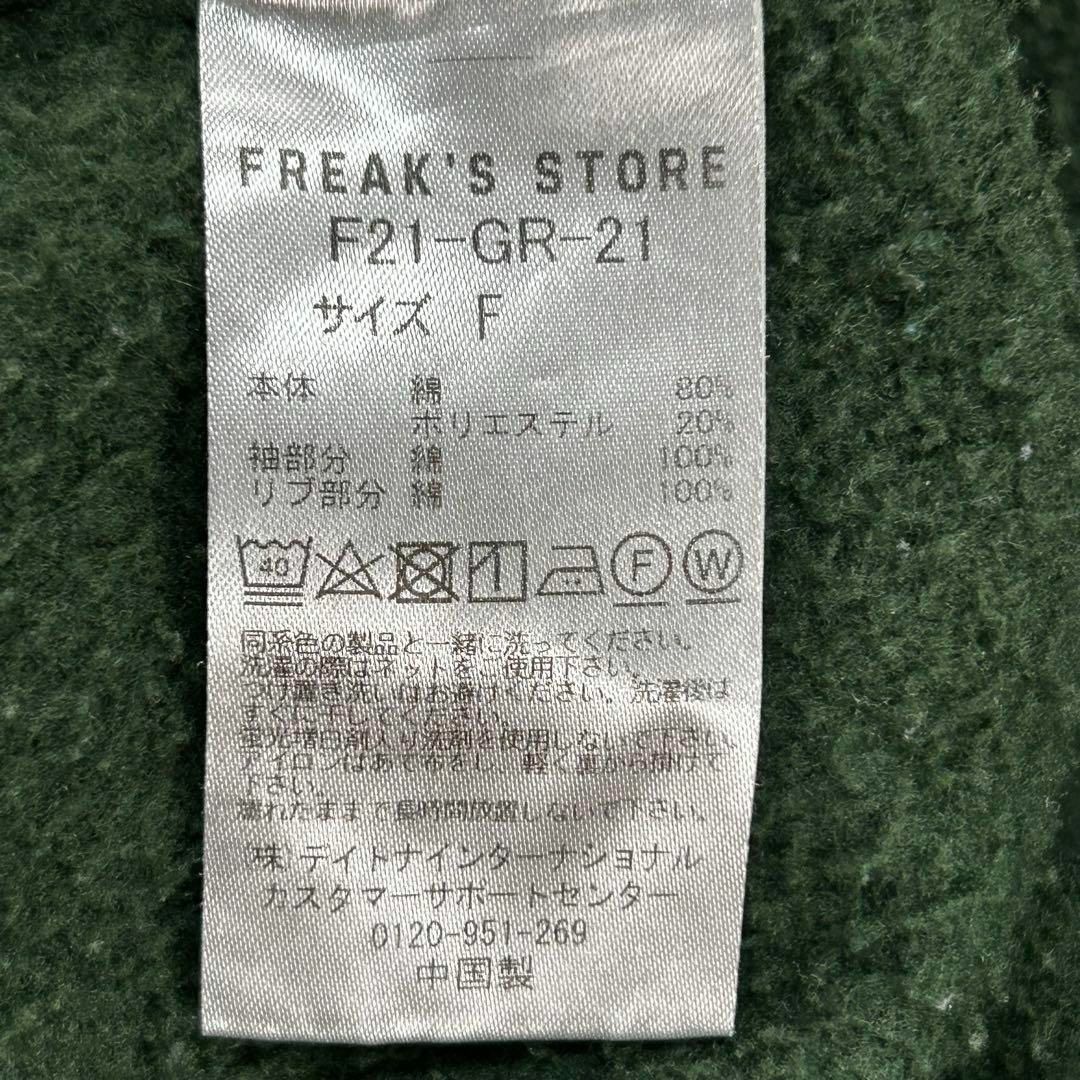 FREAK'S STORE
F21-GR-21
サイズ F
本体 綿 80%
ポリエステル 20%
袖部分 綿 100%
リブ部分 綿 100%
40 1 F W
同系色の製品と一緒に洗ってください。
洗濯の際はネットをご使用下さい。
つけ置き洗いはお避けください。洗濯後は
すぐに干してください。
蛍光増白剤入り洗剤を使用しないで下さい。
アイロンはあて布をし 軽く裏から掛けて
下さい。
濡れたままで長時間放置しないで下さい。
株 デイトナインターナショナル
カスタマーサポートセンター
0120-951-269
中国製